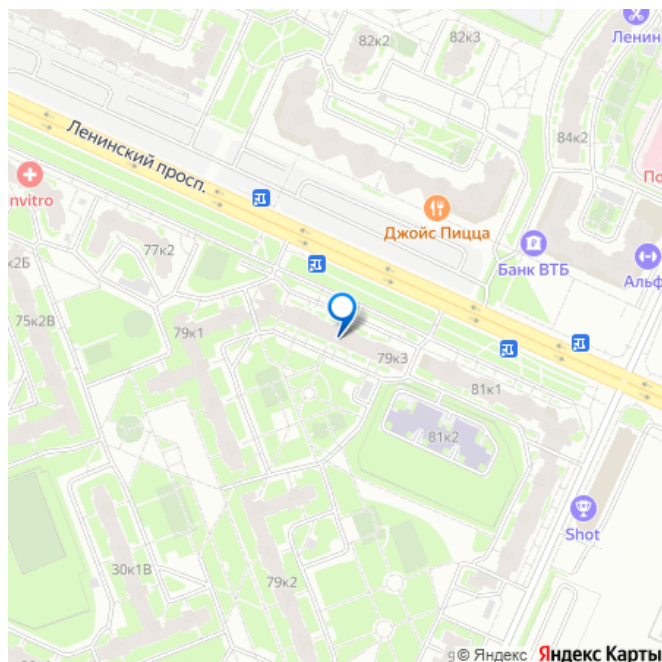 82к2
82к3
Ленин
84к2
Ленинский просп.
По
nvitro
Джойс Пицца
77к2
Банк ВТБ
Альф
к2Б
75к2В
79к1
79к3
81к1
81к2
Shot
30к1В
79к2
9
© Яндекс Яндекс Карты